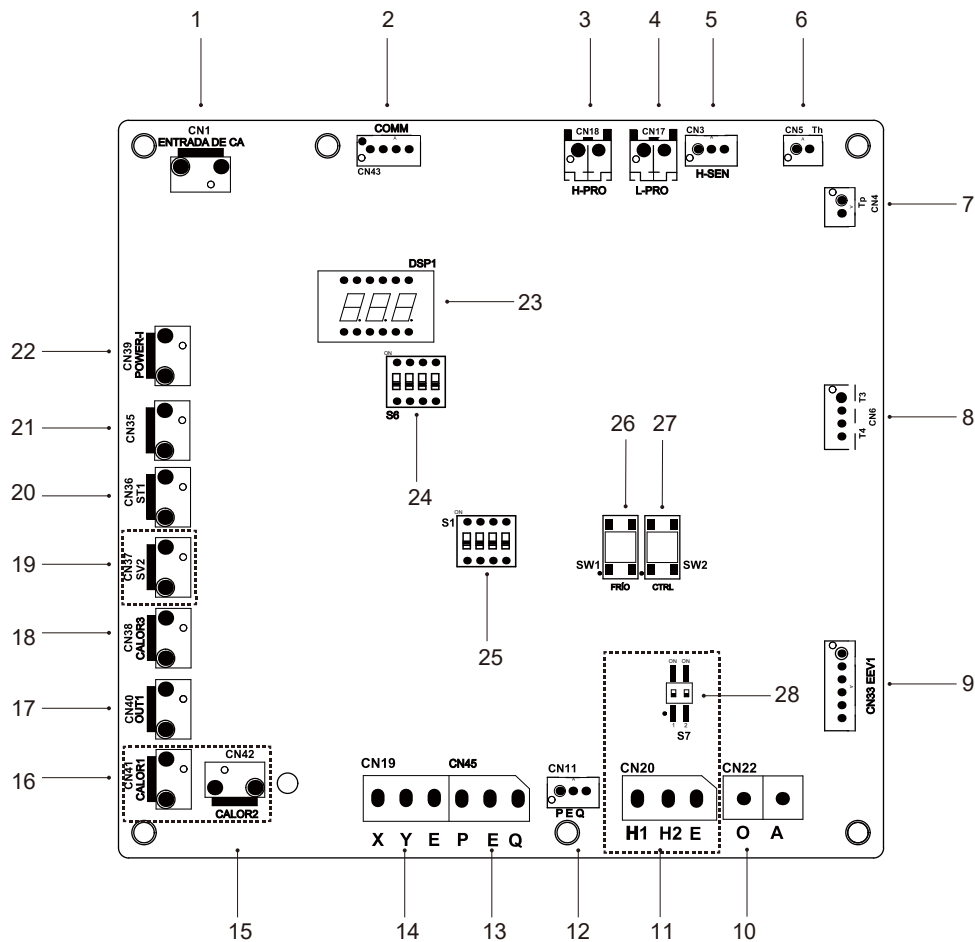 1
2
3
4
5
6
CN1
ENTRADA DE CA
COMM
CN43
CN18
H-PRO
CN17
L-PRO
CN3
H-SEN
CN5 Th
Tp
CN4
7
DSP1
23
22
CN39
POWER-I
ON
S6
24
21
CN35
T3
CN6
T4
8
20
CN36
ST1
26
27
ON
S1
25
19
CN37
SV2
SW1
FRÍO
SW2
CTRL
18
CN38
CALOR3
17
CN40
OUT1
CN33 EEV1
9
ON ON
1 2
S7
28
16
CN41
CALOR1
CN42
CALOR2
CN19
X Y E
CN45
P E Q
CN11
P E Q
CN20
H1 H2 E
CN22
O A
15
14
13
12
11
10